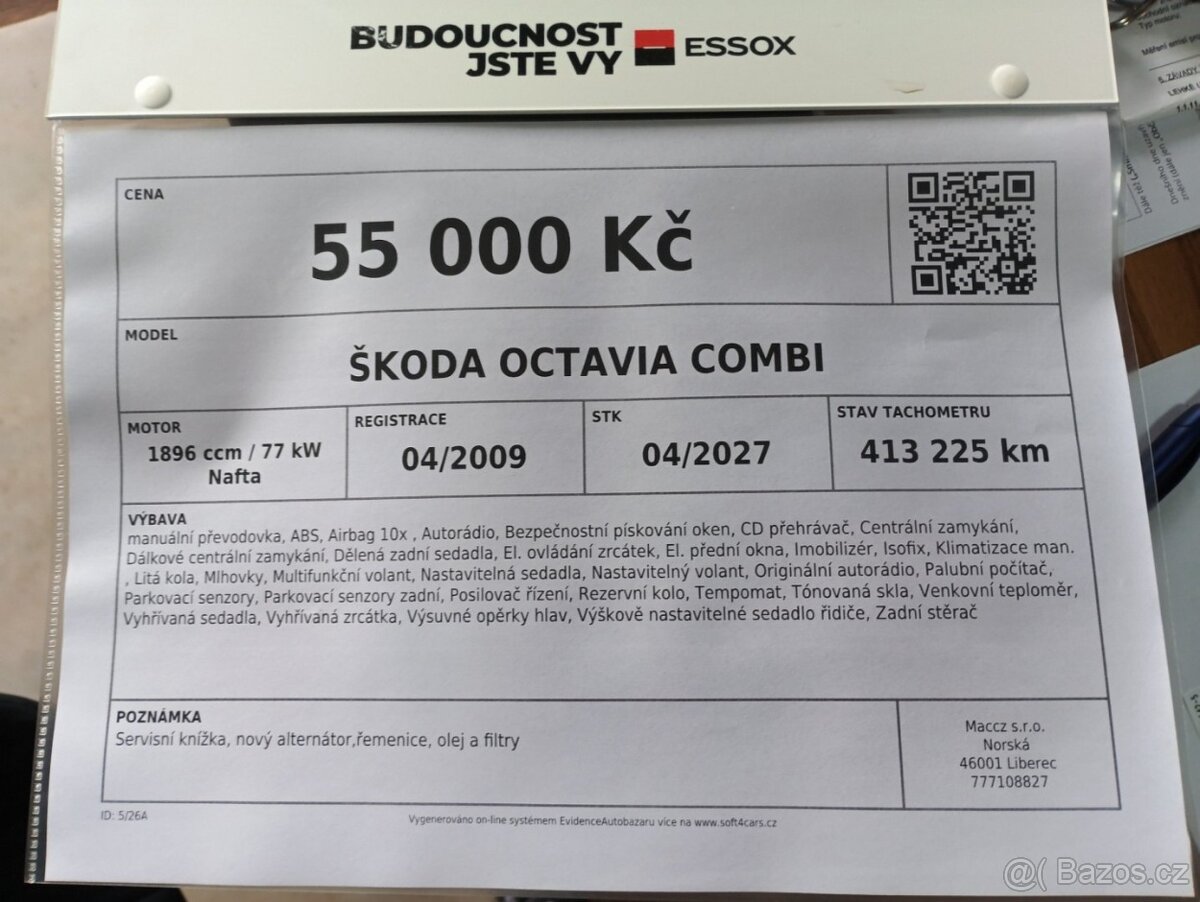 BUDOUCNOST
JSTE VY
ESSOX
CENA
55 000 Kč
MODEL
ŠKODA OCTAVIA COMBI
MOTOR
1896 ccm / 77 kW
Nafta
REGISTRACE
04/2009
STK
04/2027
STAV TACHOMETRU
413 225 km
VÝBAVA
manuální převodovka, ABS, Airbag 10x , Autorádio, Bezpečnostní pískování oken, CD přehrávač, Centrální zamykání,
Dálkové centrální zamykání, Dělená zadní sedadla, El. ovládání zrcátek, El. přední okna, Imobilizér, Isofix, Klimatizace man.
, Litá kola, Mlhovky, Multifunkční volant, Nastavitelná sedadla, Nastavitelný volant, Originální autorádio, Palubní počítač,
Parkovací senzory, Parkovací senzory zadní, Posilovač řízení, Rezervní kolo, Tempomat, Tónovaná skla, Venkovní teploměr,
Vyhřívaná sedadla, Vyhřívaná zrcátka, Výsuvné opěrky hlav, Výškově nastavitelné sedadlo řidiče, Zadní stěrač
POZNÁMKA
Servisní knížka, nový alternátor,řemenice, olej a filtry
Maccz s.r.o.
Norská
46001 Liberec
777108827
ID: 5/26A
Vygenerováno on-line systémem EvidenceAutobazaru více na www.soft4cars.cz
Typ motoru:
Měření emisí
@( Bazos.cz